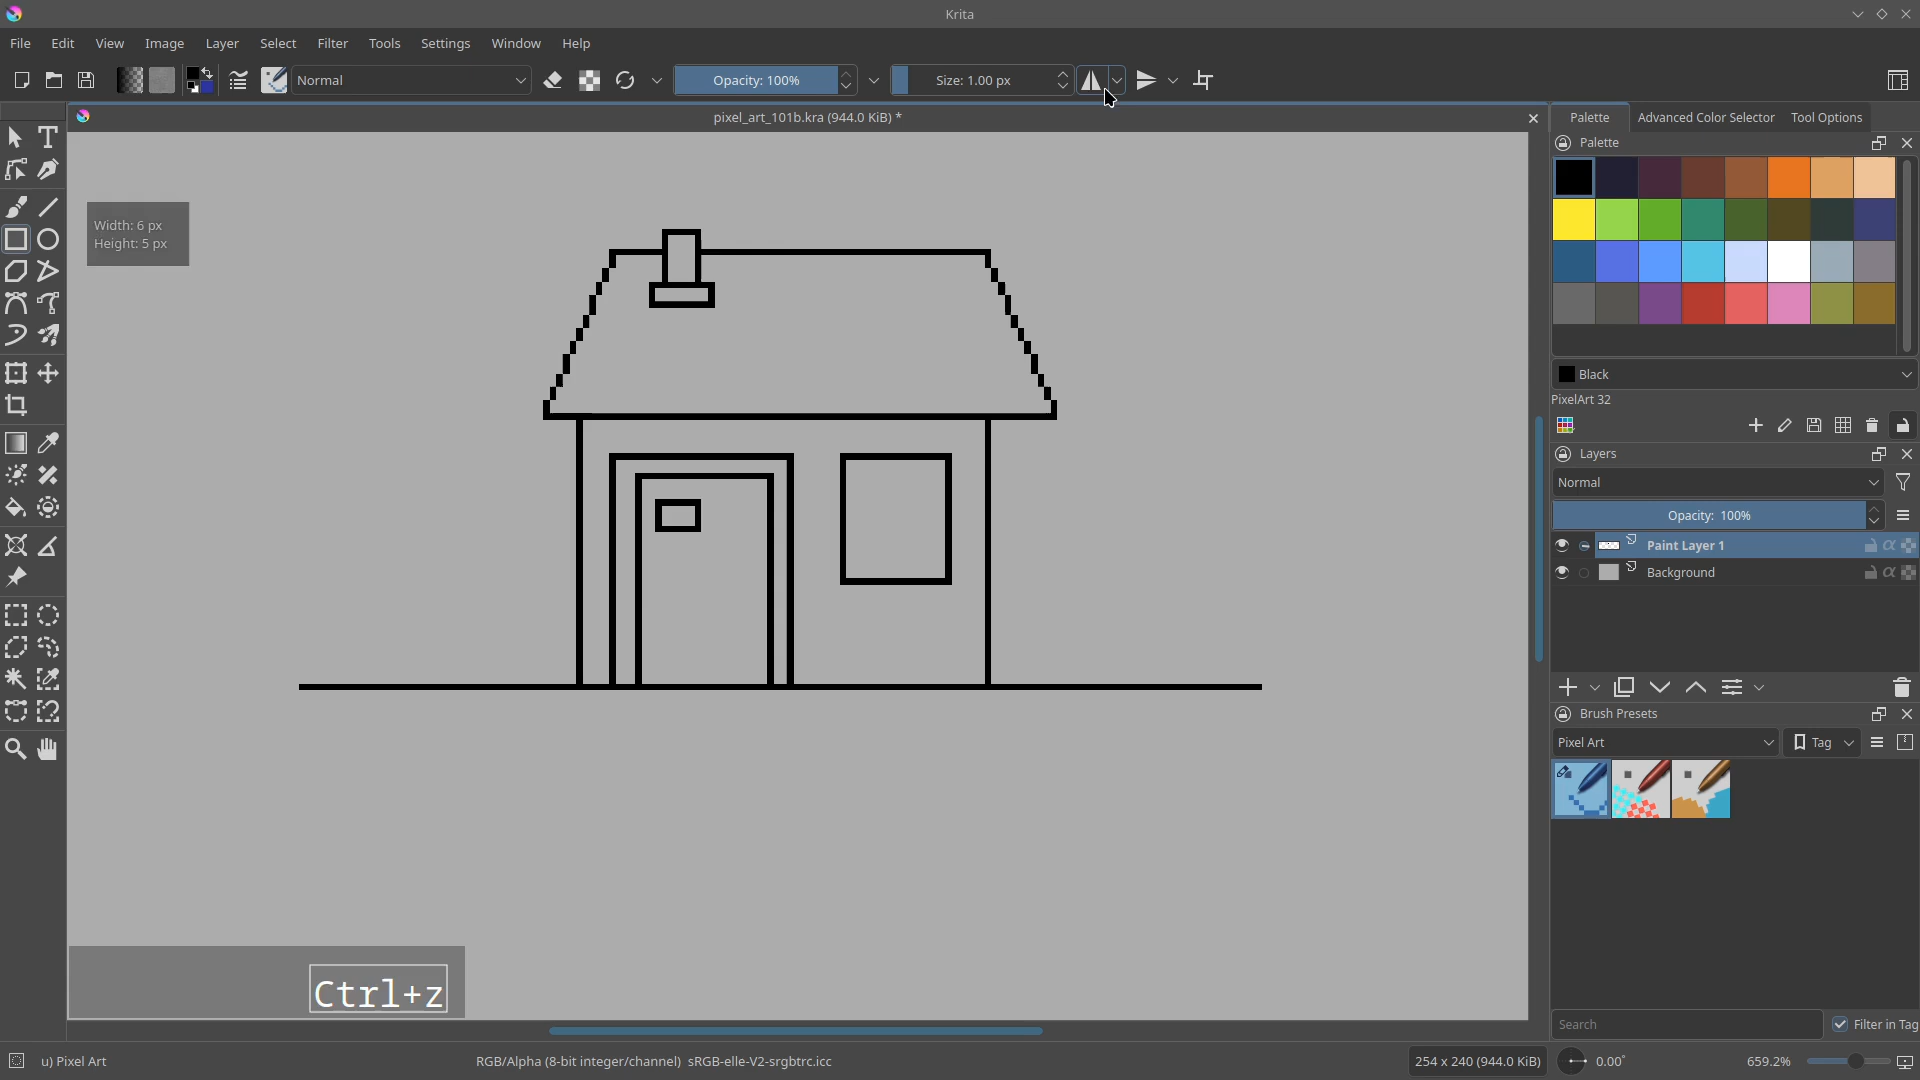 Krita
File Edit View Image Layer Select Filter Tools Settings Window Help
Normal Opacity: 100% Size: 1.00 px
pixel_art_101b.kra (944.0 KiB) *
Palette Advanced Color Selector Tool Options
Palette
Width: 6 px
Height: 5 px
Black
PixelArt 32
Layers
Normal
Opacity: 100%
Paint Layer 1
Background
Brush Presets
Pixel Art Tag
Ctrl+z
Search Filter in Tag
u) Pixel Art RGB/Alpha (8-bit integer/channel) sRGB-elle-V2-srgbtrc.icc 254 x 240 (944.0 KiB) 0.00° 659.2%